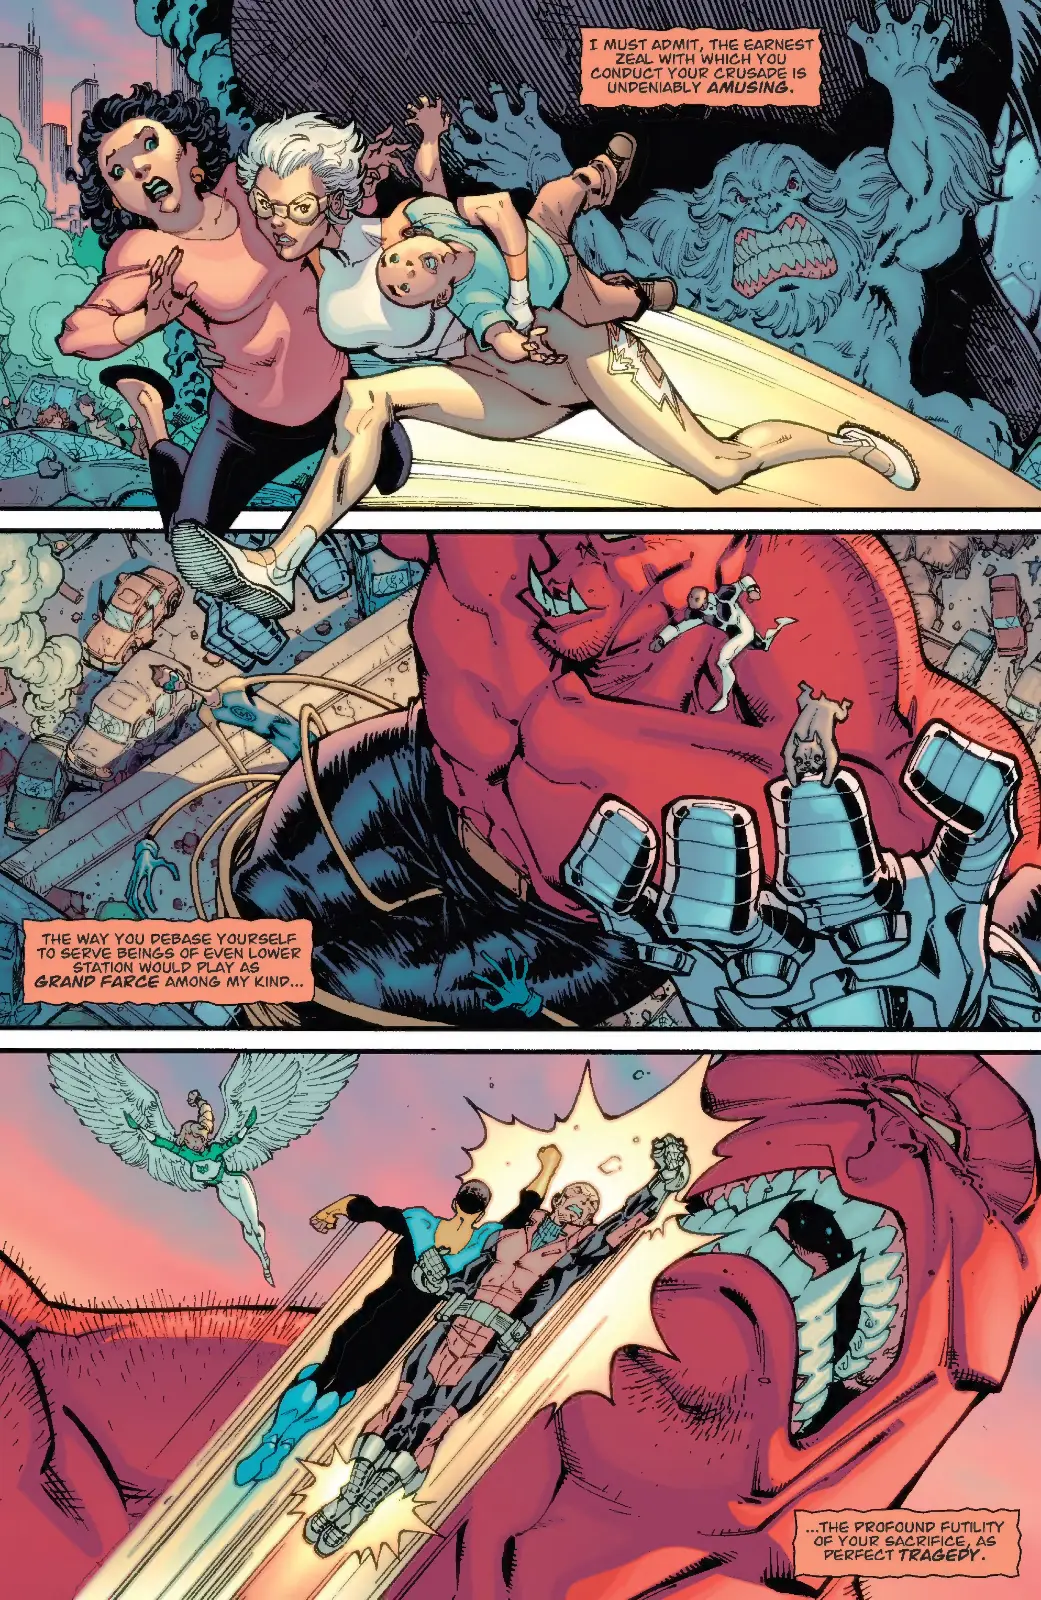 I MUST ADMIT, THE EARNEST
ZEAL WITH WHICH YOU
CONDUCT YOUR CRUSADE IS
UNDENIABLY AMUSING.
THE WAY YOU DEBASE YOURSELF
TO SERVE BEINGS OF EVEN LOWER
STATION WOULD PLAY AS
GRAND FARCE AMONG MY KIND...
...THE PROFOUND FUTILITY
OF YOUR SACRIFICE, AS
PERFECT TRAGEDY.